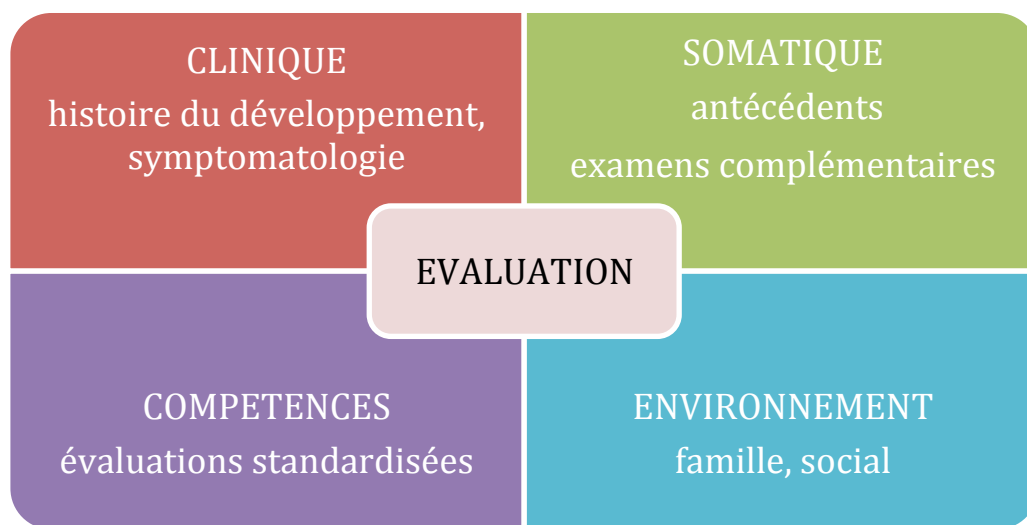 CLINIQUE
histoire du développement,
symptomatologie
SOMATIQUE
antécédents
examens complémentaires
EVALUATION
COMPETENCES
évaluations standardisées
ENVIRONNEMENT
famille, social